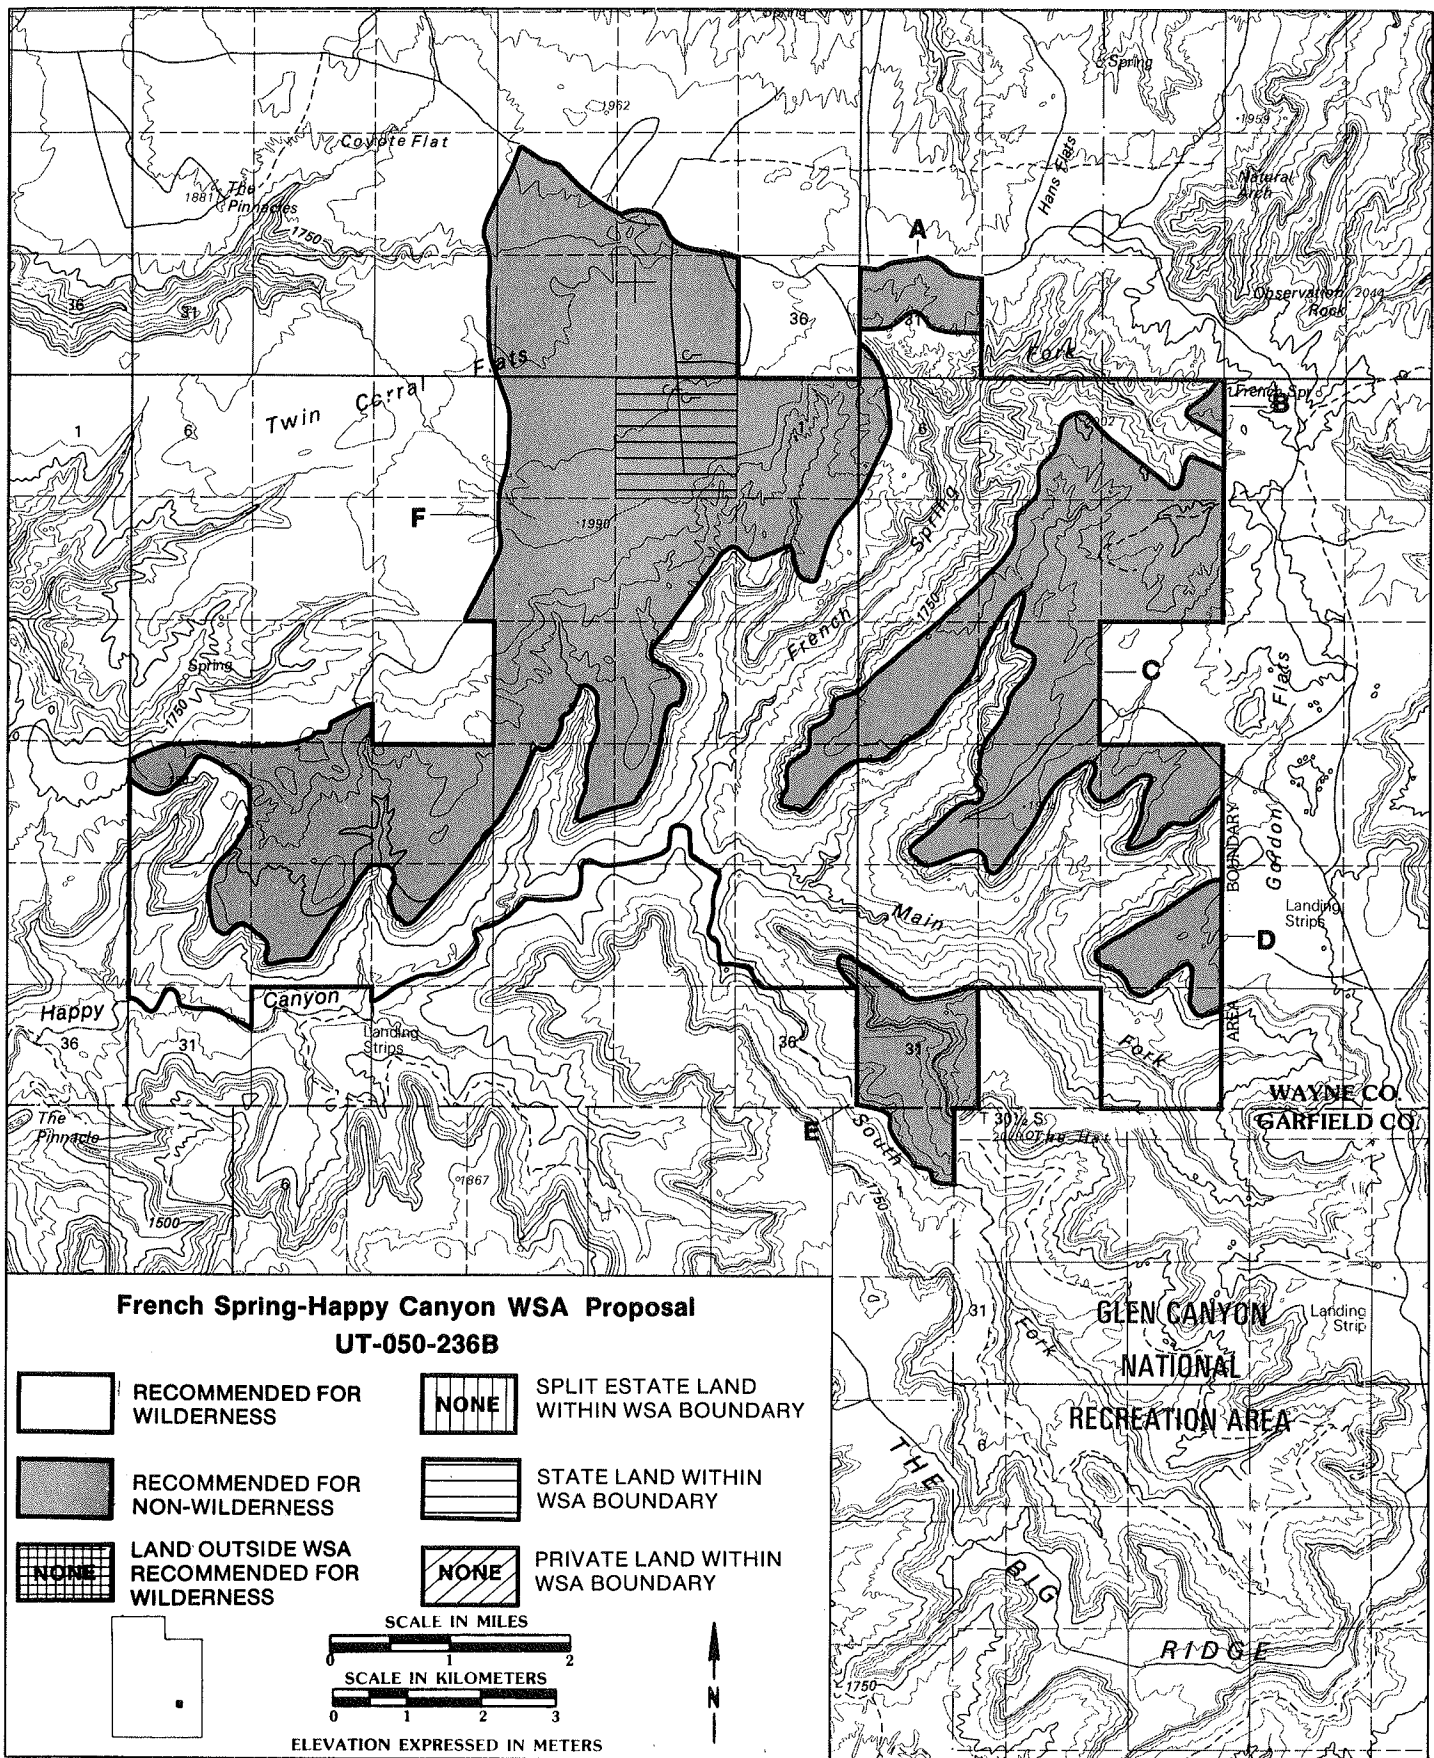 Spring
Spring
1962
1959
Coyote Flat
Hans Flats
Natural
Arch
The
Pinnacles
1881
1750
A
36
31
36
31
Observation
Rock
2044
Fork
Flats
Twin Corral
French Spr
B
1
6
1
6
F
1990
Spring
French
1750
Spring
1750
C
Flats
Gordon
BOUNDARY
AREA
Main
Landing
Strips
D
Happy
Canyon
Landing
Strips
36
31
36
31
Fork
WAYNE CO.
GARFIELD CO.
The
Pinnacle
E
South
T 30½ S
The Hat
6
1867
1750
1500
31
Fork
GLEN CANYON
NATIONAL
RECREATION AREA
Landing
Strip
6
THE
BIG
RIDGE
1750
French Spring-Happy Canyon WSA Proposal
UT-050-236B
RECOMMENDED FOR
WILDERNESS
RECOMMENDED FOR
NON-WILDERNESS
NONE
LAND OUTSIDE WSA
RECOMMENDED FOR
WILDERNESS
NONE
SPLIT ESTATE LAND
WITHIN WSA BOUNDARY
STATE LAND WITHIN
WSA BOUNDARY
NONE
PRIVATE LAND WITHIN
WSA BOUNDARY
SCALE IN MILES
0 1 2
SCALE IN KILOMETERS
0 1 2 3
ELEVATION EXPRESSED IN METERS
N